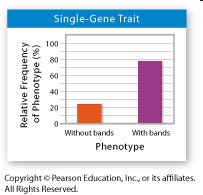 Single-Gene Trait
Relative Frequency
of Phenotype (%)
100
80
60
40
20
0
Without bands
With bands
Phenotype
Copyright © Pearson Education, Inc., or its affiliates.
All Rights Reserved.